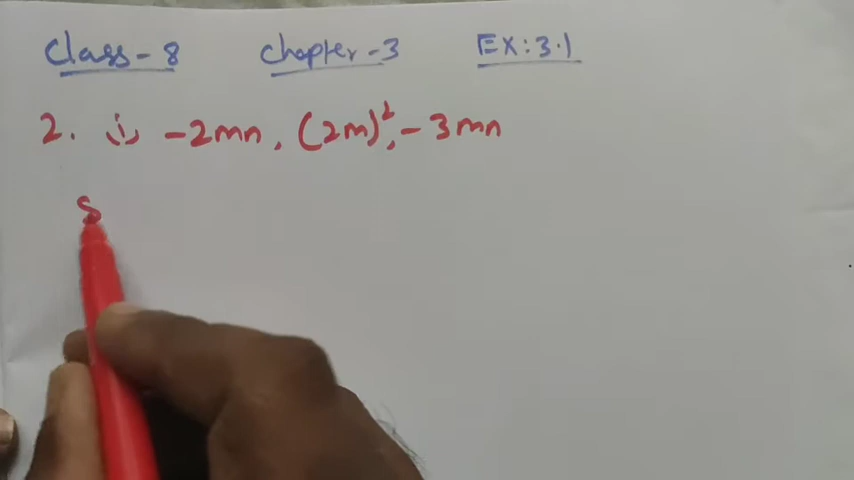 Class-8 Chapter-3 EX:3.1
2. (i) -2mn, (2m)², -3mn
S